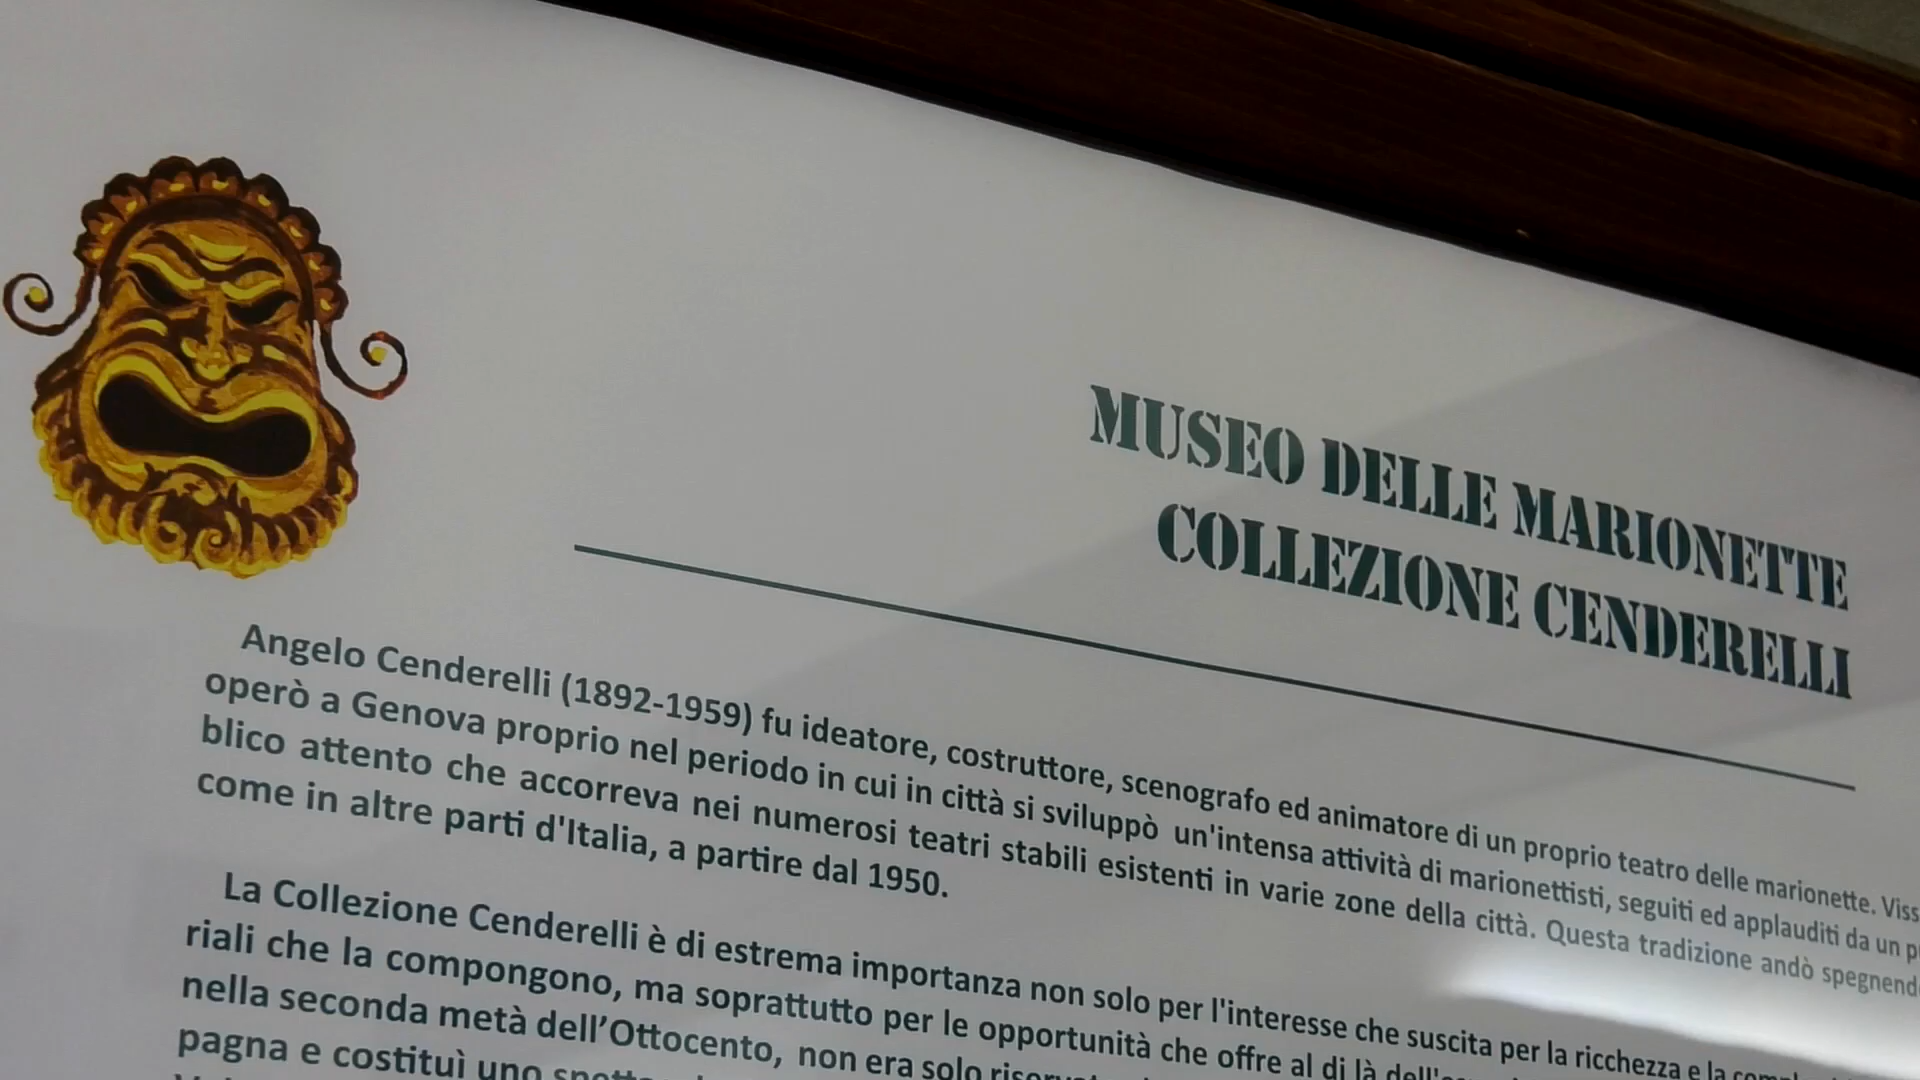 MUSEO DELLE MARIONETTE
COLLEZIONE CENDERELLI
Angelo Cenderelli (1892-1959) fu ideatore, costruttore, scenografo ed animatore di un proprio teatro delle marionette. Viss
operò a Genova proprio nel periodo in cui in città si sviluppò un'intensa attività di marionettisti, seguiti ed applauditi da un p
blico attento che accorreva nei numerosi teatri stabili esistenti in varie zone della città. Questa tradizione andò spegnend
come in altre parti d'Italia, a partire dal 1950.
La Collezione Cenderelli è di estrema importanza non solo per l'interesse che suscita per la ricchezza e la
riali che la compongono, ma soprattutto per le opportunità che offre al di là
nella seconda metà dell’Ottocento, non era solo
pagna e costituì uno